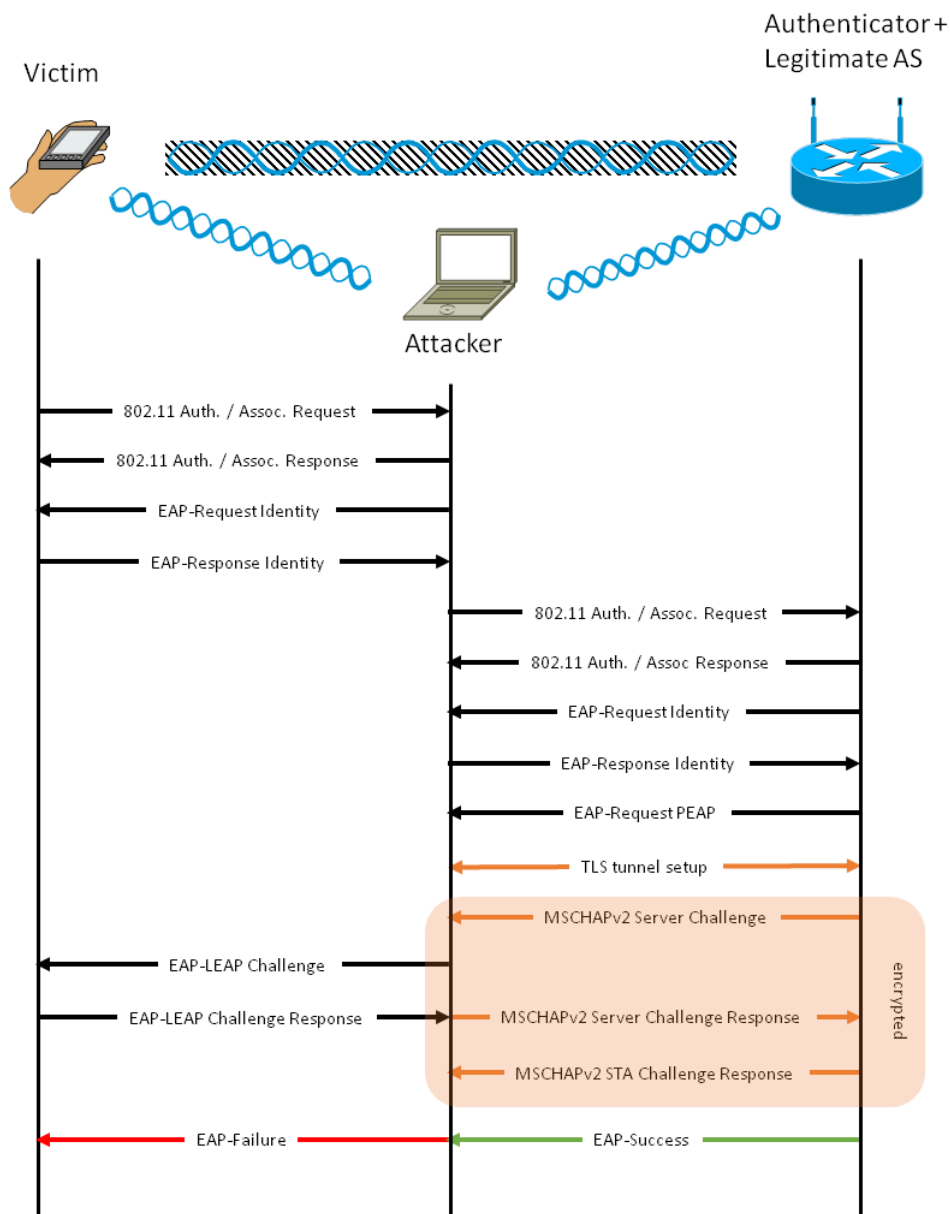 Authenticator +
Legitimate AS
Victim
Attacker
802.11 Auth. / Assoc. Request
802.11 Auth. / Assoc. Response
EAP-Request Identity
EAP-Response Identity
802.11 Auth. / Assoc. Request
802.11 Auth. / Assoc Response
EAP-Request Identity
EAP-Response Identity
EAP-Request PEAP
TLS tunnel setup
MSCHAPv2 Server Challenge
EAP-LEAP Challenge
encrypted
EAP-LEAP Challenge Response
MSCHAPv2 Server Challenge Response
MSCHAPv2 STA Challenge Response
EAP-Failure
EAP-Success